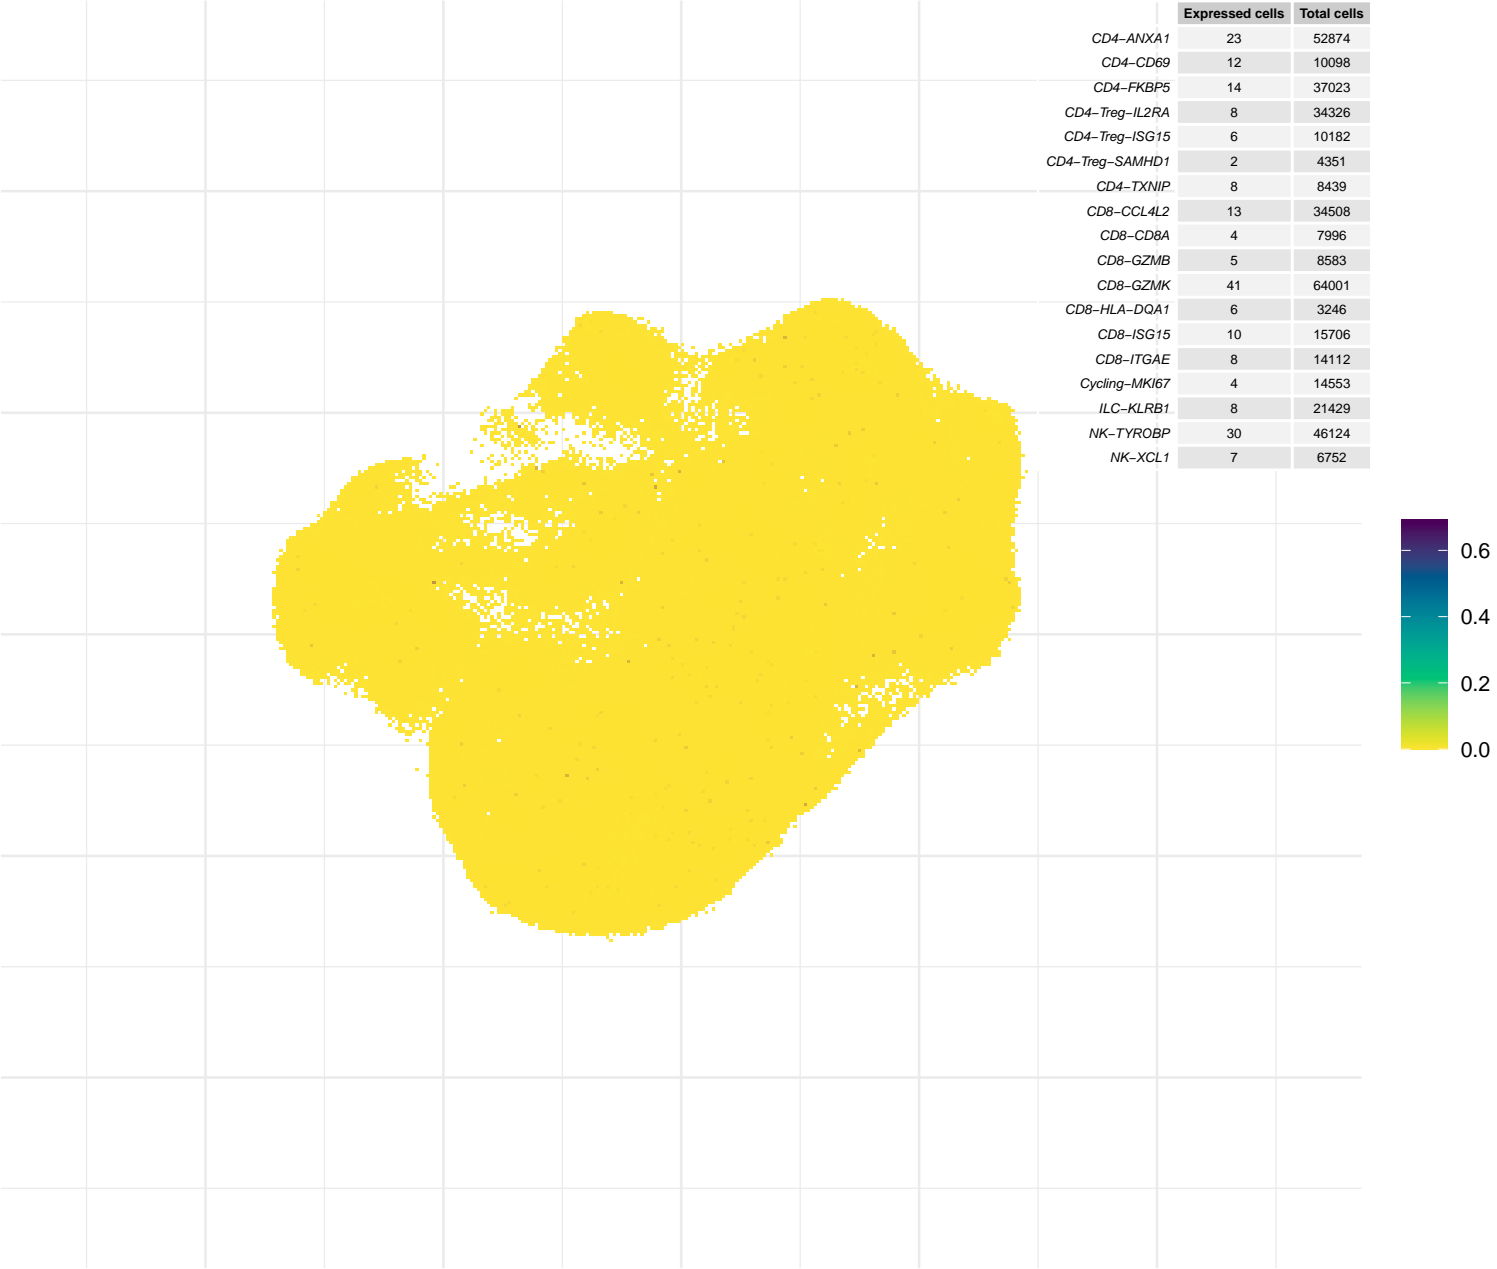 Expressed cells Total cells
CD4−ANXA1 23 52874
CD4−CD69 12 10098
CD4−FKBP5 14 37023
CD4−Treg−IL2RA 8 34326
CD4−Treg−ISG15 6 10182
CD4−Treg−SAMHD1 2 4351
CD4−TXNIP 8 8439
CD8−CCL4L2 13 34508
CD8−CD8A 4 7996
CD8−GZMB 5 8583
CD8−GZMK 41 64001
CD8−HLA−DQA1 6 3246
CD8−ISG15 10 15706
CD8−ITGAE 8 14112
Cycling−MKI67 4 14553
ILC−KLRB1 8 21429
NK−TYROBP 30 46124
NK−XCL1 7 6752
0.6
0.4
0.2
0.0